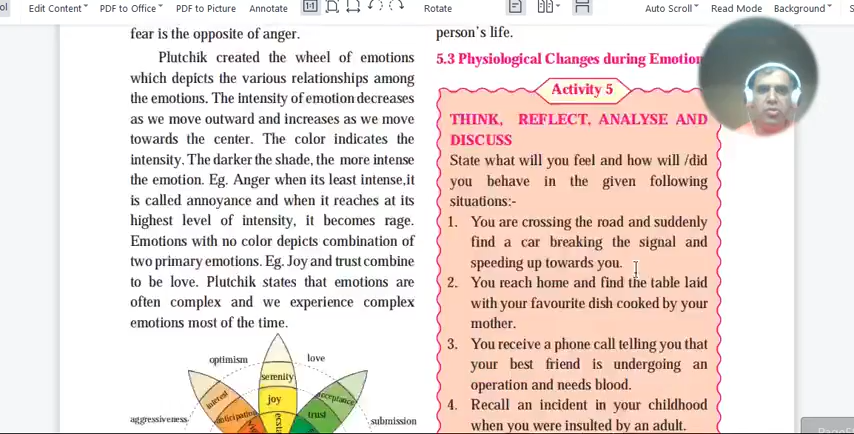 Edit Content
PDF to Office
PDF to Picture
Annotate
Rotate
Auto Scroll
Read Mode
Background
fear is the opposite of anger.
Plutchik created the wheel of emotions
which depicts the various relationships among
the emotions. The intensity of emotion decreases
as we move outward and increases as we move
towards the center. The color indicates the
intensity. The darker the shade, the more intense
the emotion. Eg. Anger when its least intense,it
is called annoyance and when it reaches at its
highest level of intensity, it becomes rage.
Emotions with no color depicts combination of
two primary emotions. Eg. Joy and trust combine
to be love. Plutchik states that emotions are
often complex and we experience complex
emotions most of the time.
optimism
love
serenity
interest
acceptance
joy
anticipation
trust
aggressiveness
submission
person's life.
5.3 Physiological Changes during
Activity 5
THINK, REFLECT, ANALYSE AND
DISCUSS
State what will you feel and how will /did
you behave in the given following
situations:-
1. You are crossing the road and suddenly
find a car breaking the signal and
speeding up towards you.
2. You reach home and find the table laid
with your favourite dish cooked by your
mother.
3. You receive a phone call telling you that
your best friend is undergoing an
operation and needs blood.
4. Recall an incident in your childhood
when you were insulted by an adult.